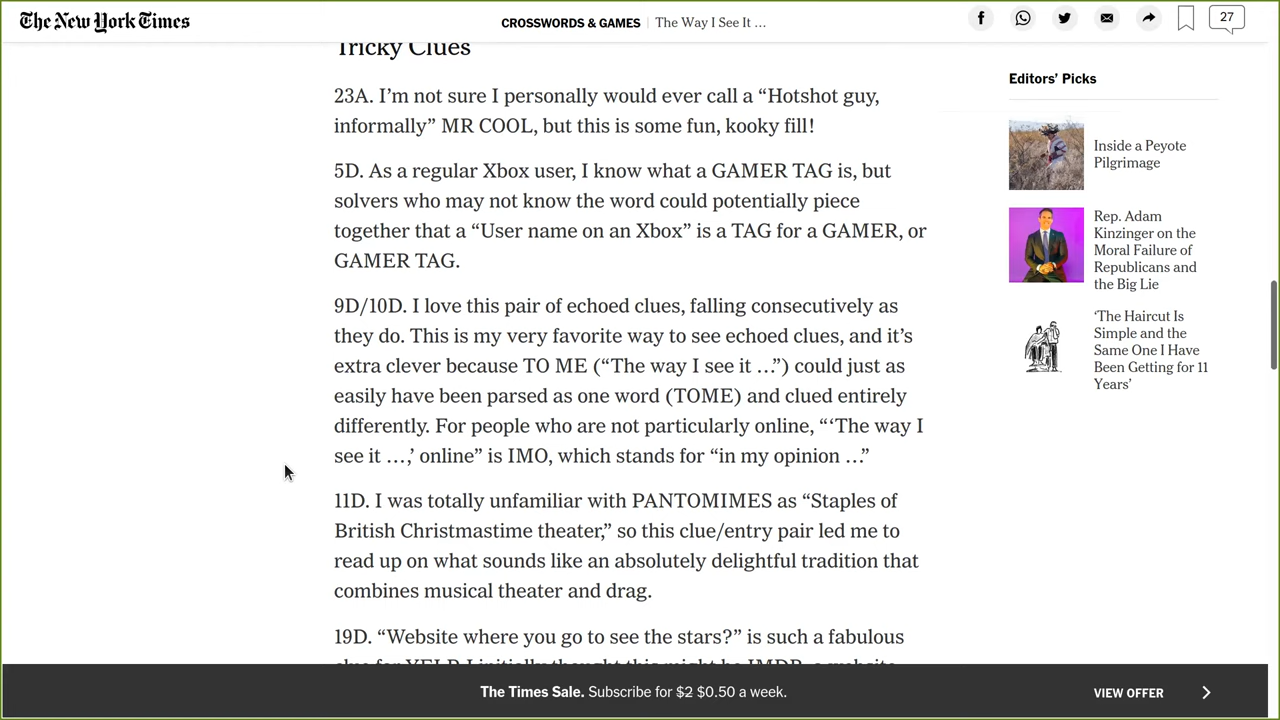 The New York Times
CROSSWORDS & GAMES
The Way I See It …
27
Tricky Clues
23A. I’m not sure I personally would ever call a “Hotshot guy,
informally” MR COOL, but this is some fun, kooky fill!
5D. As a regular Xbox user, I know what a GAMER TAG is, but
solvers who may not know the word could potentially piece
together that a “User name on an Xbox” is a TAG for a GAMER, or
GAMER TAG.
9D/10D. I love this pair of echoed clues, falling consecutively as
they do. This is my very favorite way to see echoed clues, and it’s
extra clever because TO ME (“The way I see it …”) could just as
easily have been parsed as one word (TOME) and clued entirely
differently. For people who are not particularly online, “‘The way I
see it …,’ online” is IMO, which stands for “in my opinion …”
11D. I was totally unfamiliar with PANTOMIMES as “Staples of
British Christmastime theater,” so this clue/entry pair led me to
read up on what sounds like an absolutely delightful tradition that
combines musical theater and drag.
19D. “Website where you go to see the stars?” is such a fabulous
clue for YELP. I initially thought this might be IMDB, a website
Editors’ Picks
Inside a Peyote
Pilgrimage
Rep. Adam
Kinzinger on the
Moral Failure of
Republicans and
the Big Lie
‘The Haircut Is
Simple and the
Same One I Have
Been Getting for 11
Years’
The Times Sale. Subscribe for $2 $0.50 a week.
VIEW OFFER